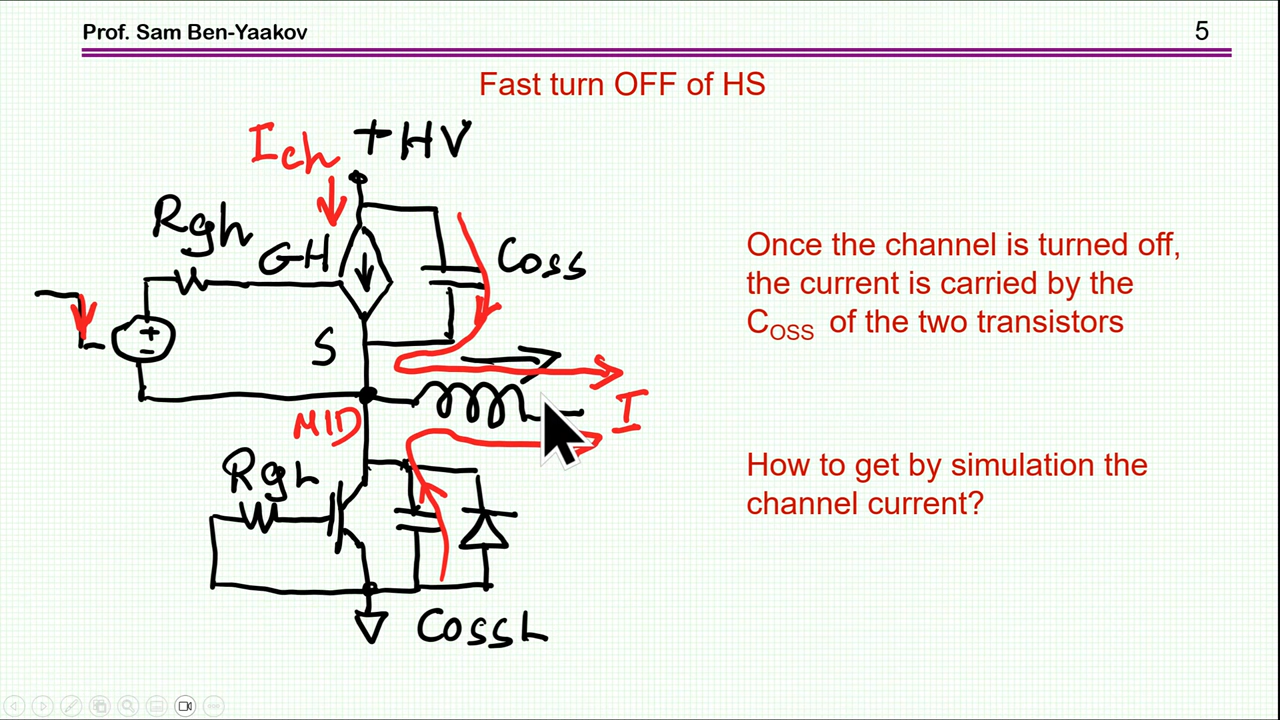 Prof. Sam Ben-Yaakov
5
Fast turn OFF of HS
Ich
+HV
Rgh
GH
Coss
S
MID
I
RgL
CossL
+
-
Once the channel is turned off,
the current is carried by the
COSS of the two transistors
How to get by simulation the
channel current?